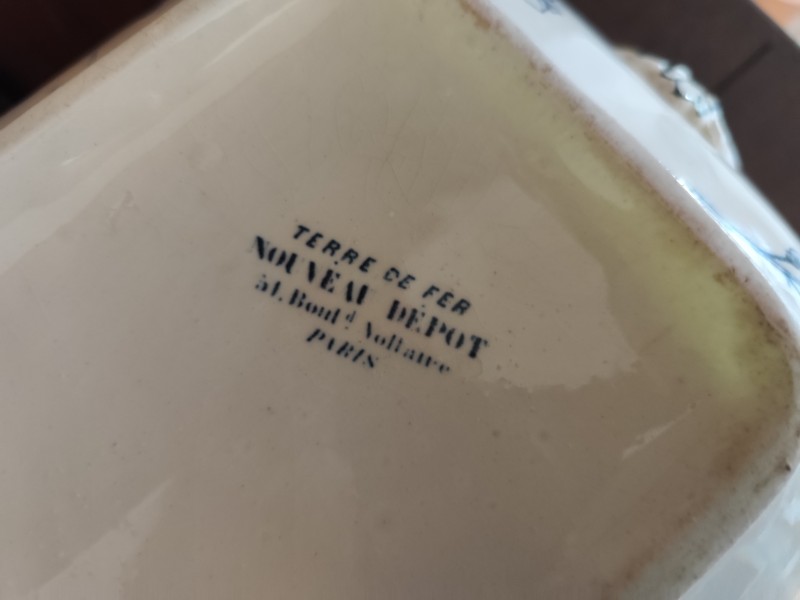 TERRE DE FER
NOUVEAU DÉPOT
51, Boul.d Voltaire
PARIS